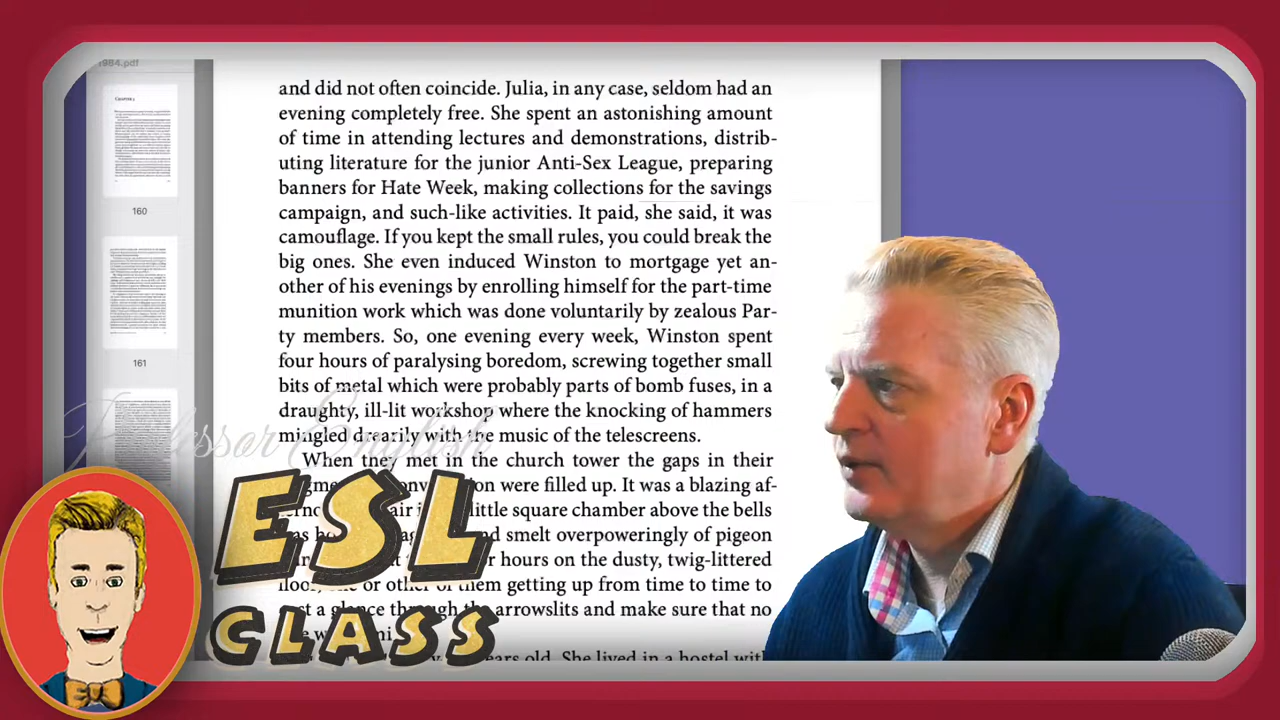 1984.pdf
160
161
and did not often coincide. Julia, in any case, seldom had an
evening completely free. She spent an astonishing amount
of time in attending lectures and demonstrations, distrib-
uting literature for the junior Anti-Sex League, preparing
banners for Hate Week, making collections for the savings
campaign, and such-like activities. It paid, she said, it was
camouflage. If you kept the small rules, you could break the
big ones. She even induced Winston to mortgage yet an-
other of his evenings by enrolling himself for the part-time
munition work which was done voluntarily by zealous Par-
ty members. So, one evening every week, Winston spent
four hours of paralysing boredom, screwing together small
bits of metal which were probably parts of bomb fuses, in a
draughty, ill-lit workshop where the knocking of hammers
mingled drearily with the music of the telescreens.
When they met in the church tower the gaps in their
were filled up. It was a blazing af-
little square chamber above the bells
and smelt overpoweringly of pigeon
hours on the dusty, twig-littered
or other of them getting up from time to time to
a glance through the arrowslits and make sure that no
years old. She lived in a hostel with
Professor English
ESL
CLASS